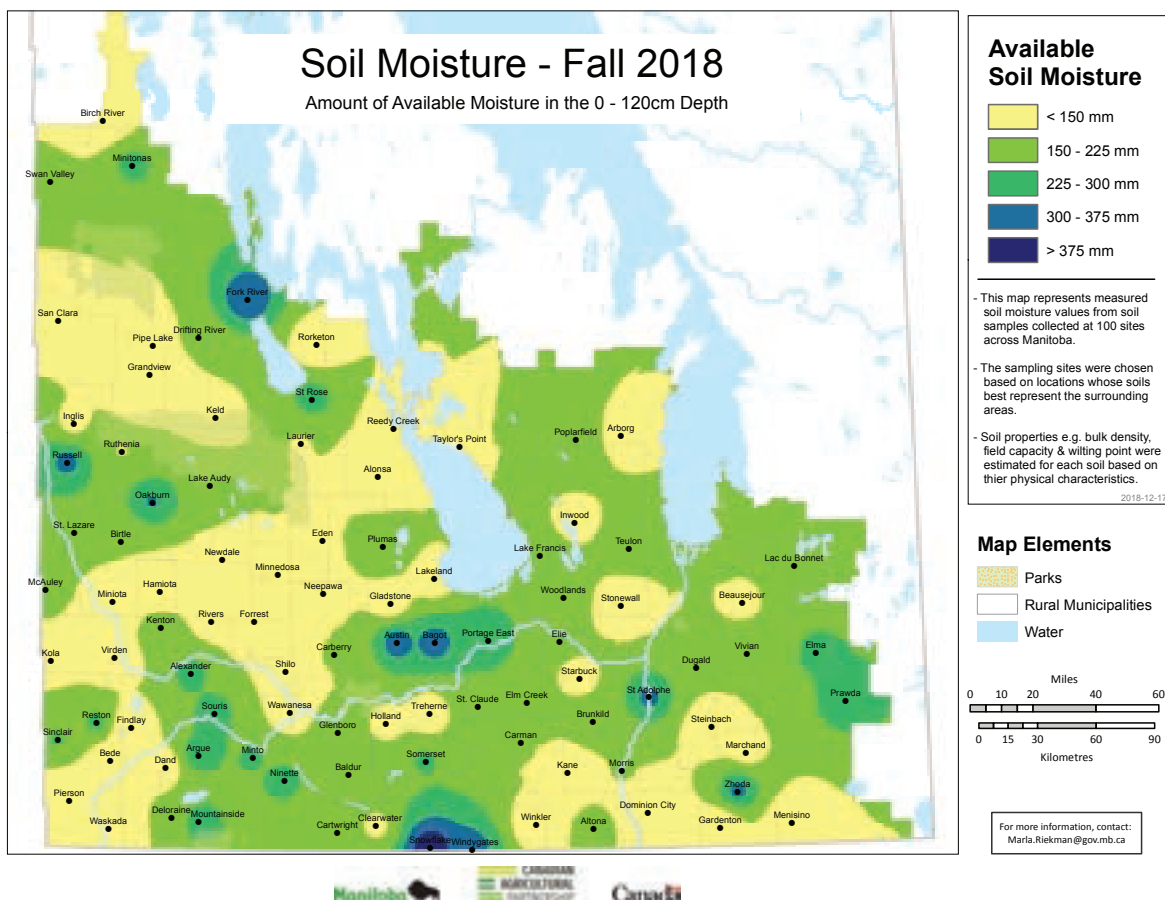 Soil Moisture - Fall 2018
Amount of Available Moisture in the 0 - 120cm Depth
Birch River
Minitonas
Swan Valley
Fork River
San Clara
Drifting River
Pipe Lake
Rorketon
Grandview
St Rose
Keld
Inglis
Reedy Creek
Laurier
Taylor's Point
Poplarfield
Arborg
Ruthenia
Russell
Alonsa
Lake Audy
Oakburn
Inwood
St. Lazare
Birtle
Eden
Plumas
Teulon
Lake Francis
Newdale
Lac du Bonnet
Minnedosa
Lakeland
McAuley
Hamiota
Neepawa
Miniota
Gladstone
Woodlands
Stonewall
Beausejour
Rivers
Forrest
Kenton
Austin
Bagot
Portage East
Elie
Carberry
Vivian
Elma
Kola
Virden
Alexander
Shilo
Starbuck
Dugald
St Adolphe
Prawda
Souris
Wawanesa
St. Claude
Elm Creek
Reston
Findlay
Holland
Treherne
Brunkild
Steinbach
Sinclair
Glenboro
Carman
Argue
Minto
Marchand
Bede
Dand
Somerset
Kane
Morris
Ninette
Baldur
Zhoda
Pierson
Dominion City
Deloraine
Mountainside
Waskada
Cartwright
Clearwater
Winkler
Altona
Gardenton
Menisino
Snowflake
Windygates
Available
Soil Moisture
< 150 mm
150 - 225 mm
225 - 300 mm
300 - 375 mm
> 375 mm
- This map represents measured
soil moisture values from soil
samples collected at 100 sites
across Manitoba.
- The sampling sites were chosen
based on locations whose soils
best represent the surrounding
areas.
- Soil properties e.g. bulk density,
field capacity & wilting point were
estimated for each soil based on
thier physical characteristics.
2018-12-17
Map Elements
Parks
Rural Municipalities
Water
Miles
0 5 10 20 40 60
0 15 30 60 90
Kilometres
For more information, contact:
Marla.Riekman@gov.mb.ca
CANADIAN
AGRICULTURAL
PARTNERSHIP
Manitoba
Canada